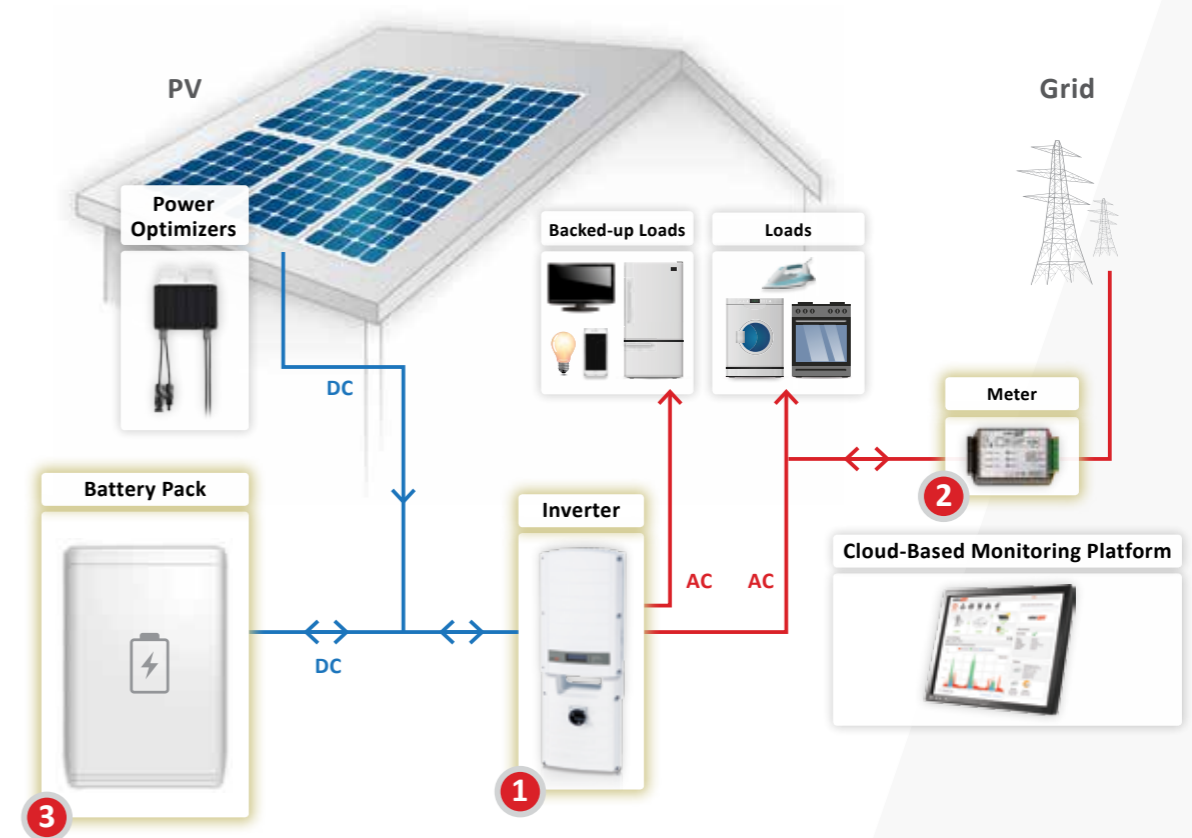 PV
Grid
Power
Optimizers
Backed-up Loads
Loads
DC
Meter
2
Battery Pack
Inverter
Cloud-Based Monitoring Platform
AC
AC
DC
1
3